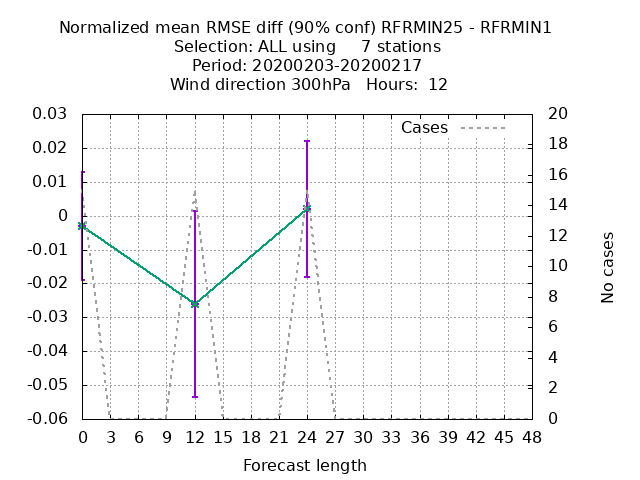 Normalized mean RMSE diff (90% conf) RFRMIN25 - RFRMIN1
Selection: ALL using     7 stations
Period: 20200203-20200217
Wind direction 300hPa   Hours:  12
Cases
0.03
0.02
0.01
0
-0.01
-0.02
-0.03
-0.04
-0.05
-0.06
20
18
16
14
12
10
8
6
4
2
0
No cases
0 3 6 9 12 15 18 21 24 27 30 33 36 39 42 45 48
Forecast length